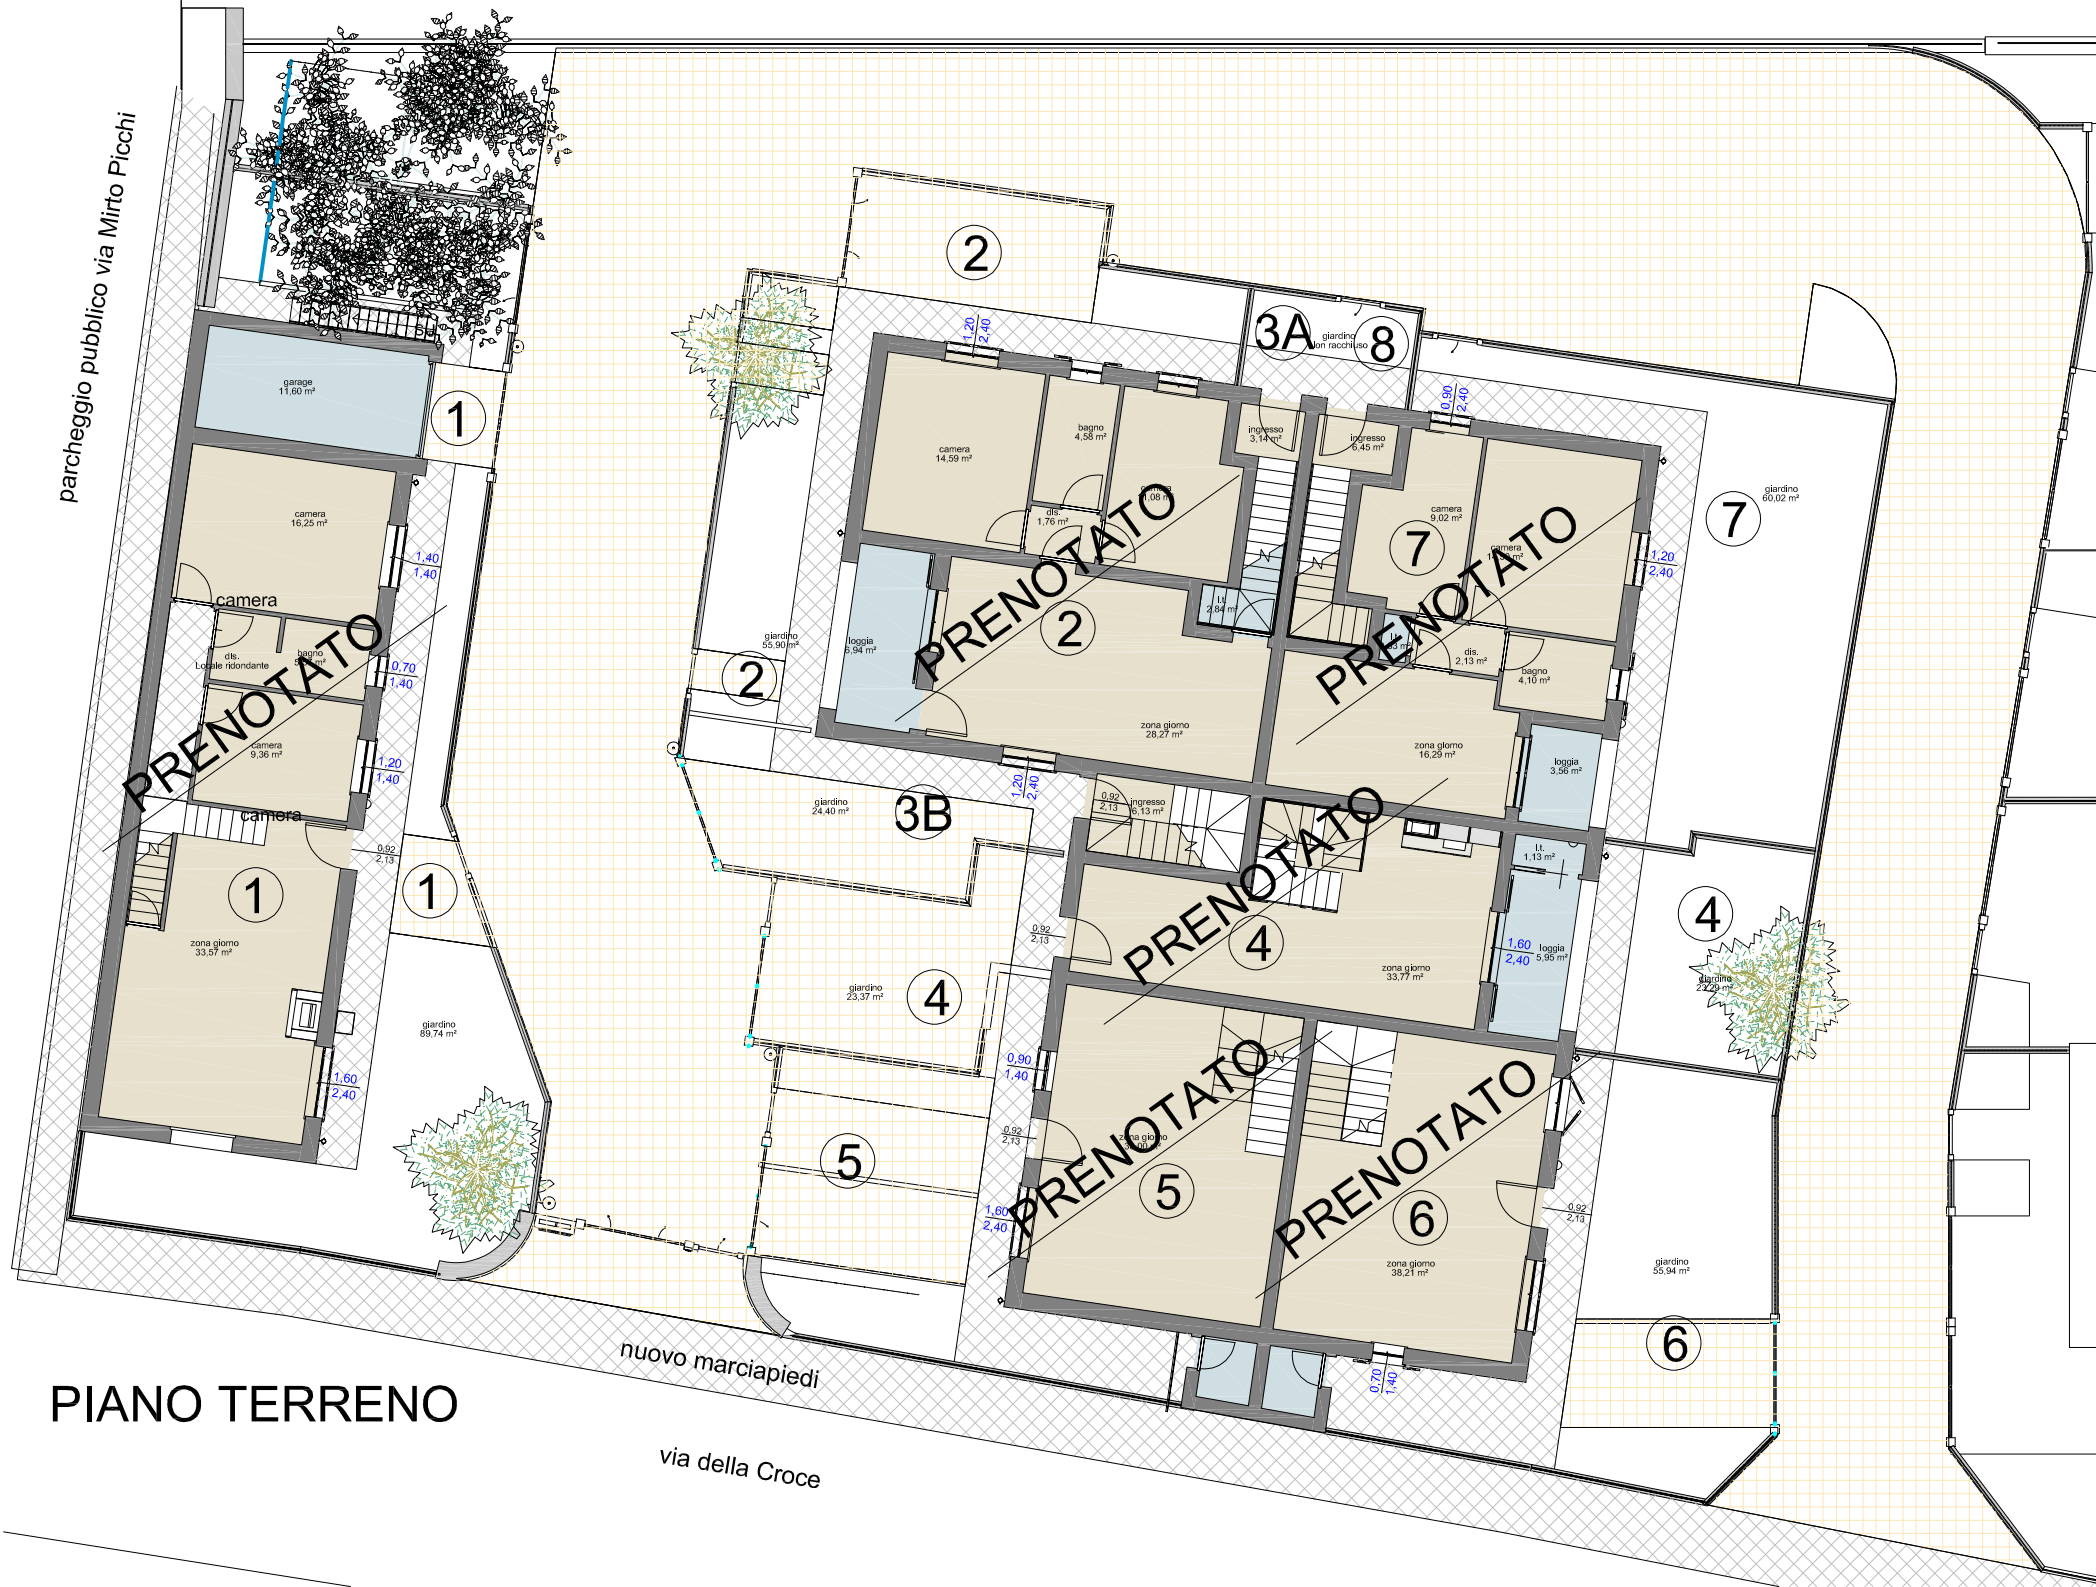 parcheggio pubblico via Mirto Picchi
garage
11,60 m²
1
camera
16,25 m²
1,40
1,40
camera
dis.
Locale ridondante
bagno
0,70
1,40
PRENOTATO
camera
9,36 m²
1,20
1,40
camera
0,92
2,13
1
1
zona giorno
33,57 m²
giardino
89,74 m²
1,60
2,40
2
1,20
2,40
camera
14,59 m²
bagno
4,58 m²
dis.
1,76 m²
ingresso
3,14 m²
3A
giardino
non racchiuso
8
ingresso
6,45 m²
0,90
2,40
camera
9,02 m²
7
camera
1,20
2,40
giardino
60,02 m²
7
PRENOTATO
2
l.t.
2,84 m²
loggia
6,94 m²
giardino
55,90 m²
2
zona giorno
28,27 m²
1,20
2,40
PRENOTATO
dis.
2,13 m²
bagno
4,10 m²
zona giorno
16,29 m²
loggia
3,56 m²
giardino
24,40 m²
3B
0,92
2,13
ingresso
6,13 m²
PRENOTATO
4
l.t.
1,13 m²
loggia
5,95 m²
1,60
2,40
zona giorno
33,77 m²
4
giardino
23,29 m²
0,92
2,13
giardino
23,37 m²
4
0,90
1,40
0,92
2,13
5
1,60
2,40
PRENOTATO
zona giorno
5
PRENOTATO
6
zona giorno
38,21 m²
0,92
2,13
giardino
55,94 m²
6
0,70
1,40
nuovo marciapiedi
PIANO TERRENO
via della Croce